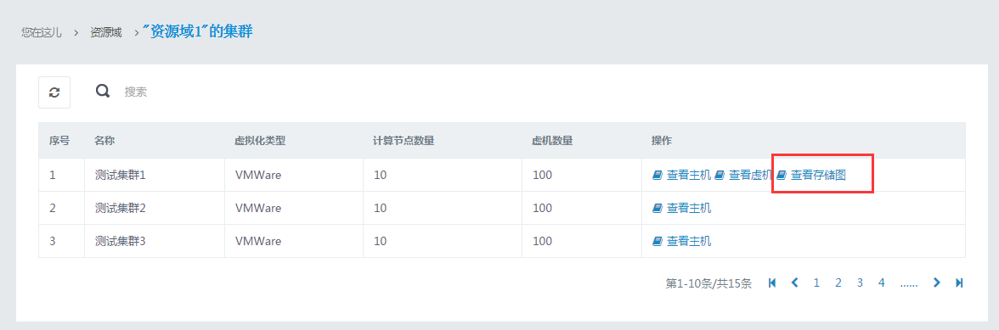 您在这儿 > 资源域 > "资源域1"的集群
搜索
序号 名称 虚拟化类型 计算节点数量 虚机数量 操作
1 测试集群1 VMWare 10 100 查看主机 查看虚机 查看存储图
2 测试集群2 VMWare 10 100 查看主机
3 测试集群3 VMWare 10 100 查看主机
第1-10条/共15条 1 2 3 4 ......